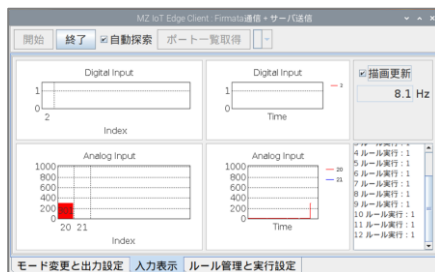 MZ IoT Edge Client : Firmata通信 + サーバ送信
開始 終了 自動探索 ポート一覧取得
Digital Input
1
0
2
Index
Digital Input
1
0
Time
2
描画更新
8.1 Hz
Analog Input
1000
800
600
400
200
0
20 21
Index
Analog Input
1000
800
600
400
200
0
Time
20
21
4 ルール実行 : 1
5 ルール実行 : 1
6 ルール実行 : 1
7 ルール実行 : 1
8 ルール実行 : 1
9 ルール実行 : 1
10 ルール実行 : 1
11 ルール実行 : 1
12 ルール実行 : 1
モード変更と出力設定 入力表示 ルール管理と実行設定